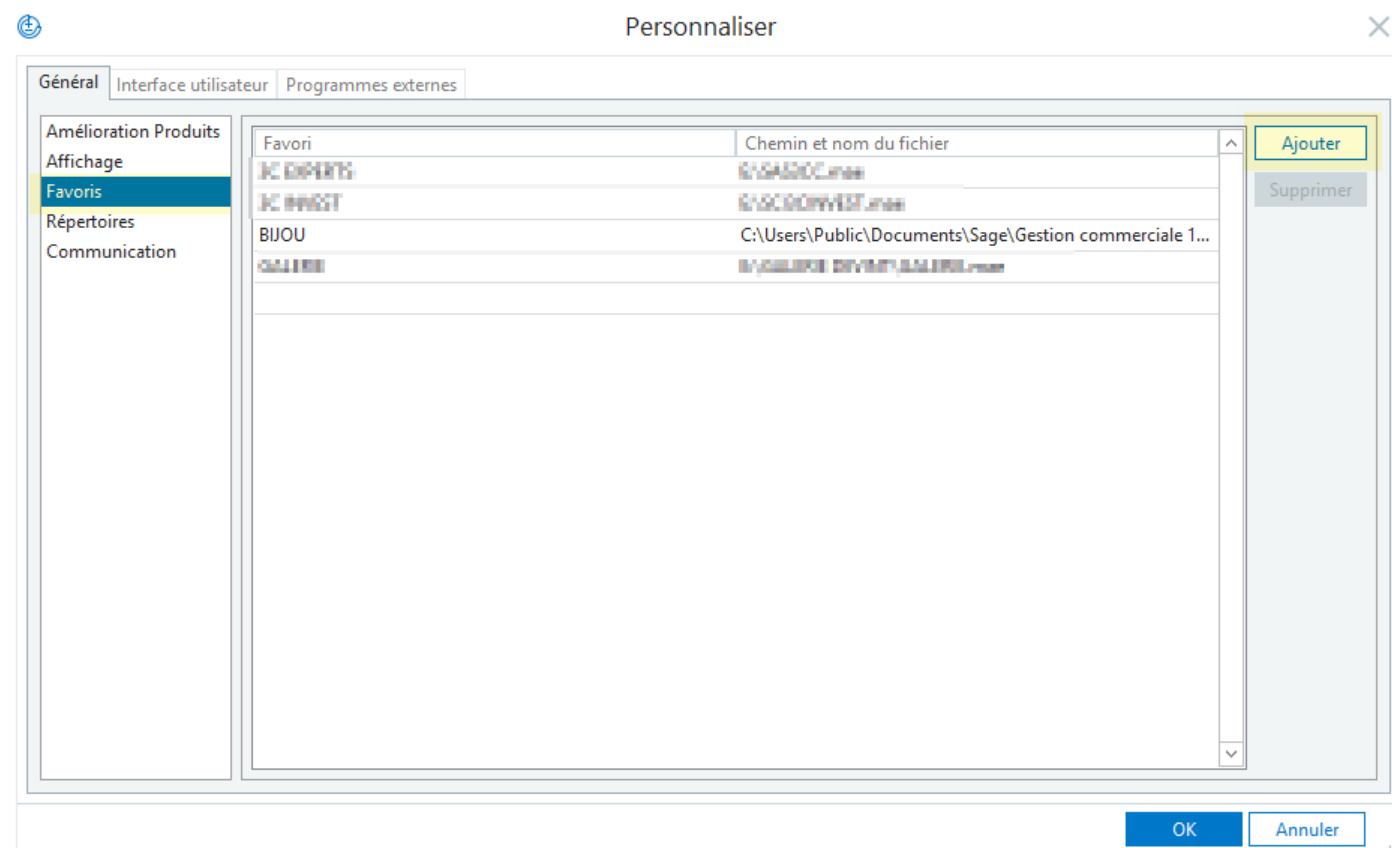 Personnaliser
Général Interface utilisateur Programmes externes
Amélioration Produits
Affichage
Favoris
Répertoires
Communication
Favori Chemin et nom du fichier
BIJOU C:\Users\Public\Documents\Sage\Gestion commerciale 1...
Ajouter
Supprimer
OK Annuler